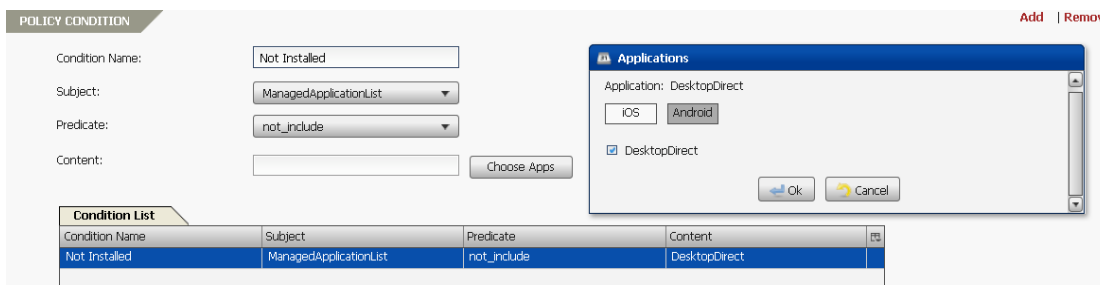 POLICY CONDITION
Add | Remov
Condition Name:
Not Installed
Subject:
ManagedApplicationList
Predicate:
not_include
Content:
Choose Apps
Applications
Application: DesktopDirect
iOS Android
DesktopDirect
Ok Cancel
Condition List
Condition Name Subject Predicate Content
Not Installed ManagedApplicationList not_include DesktopDirect